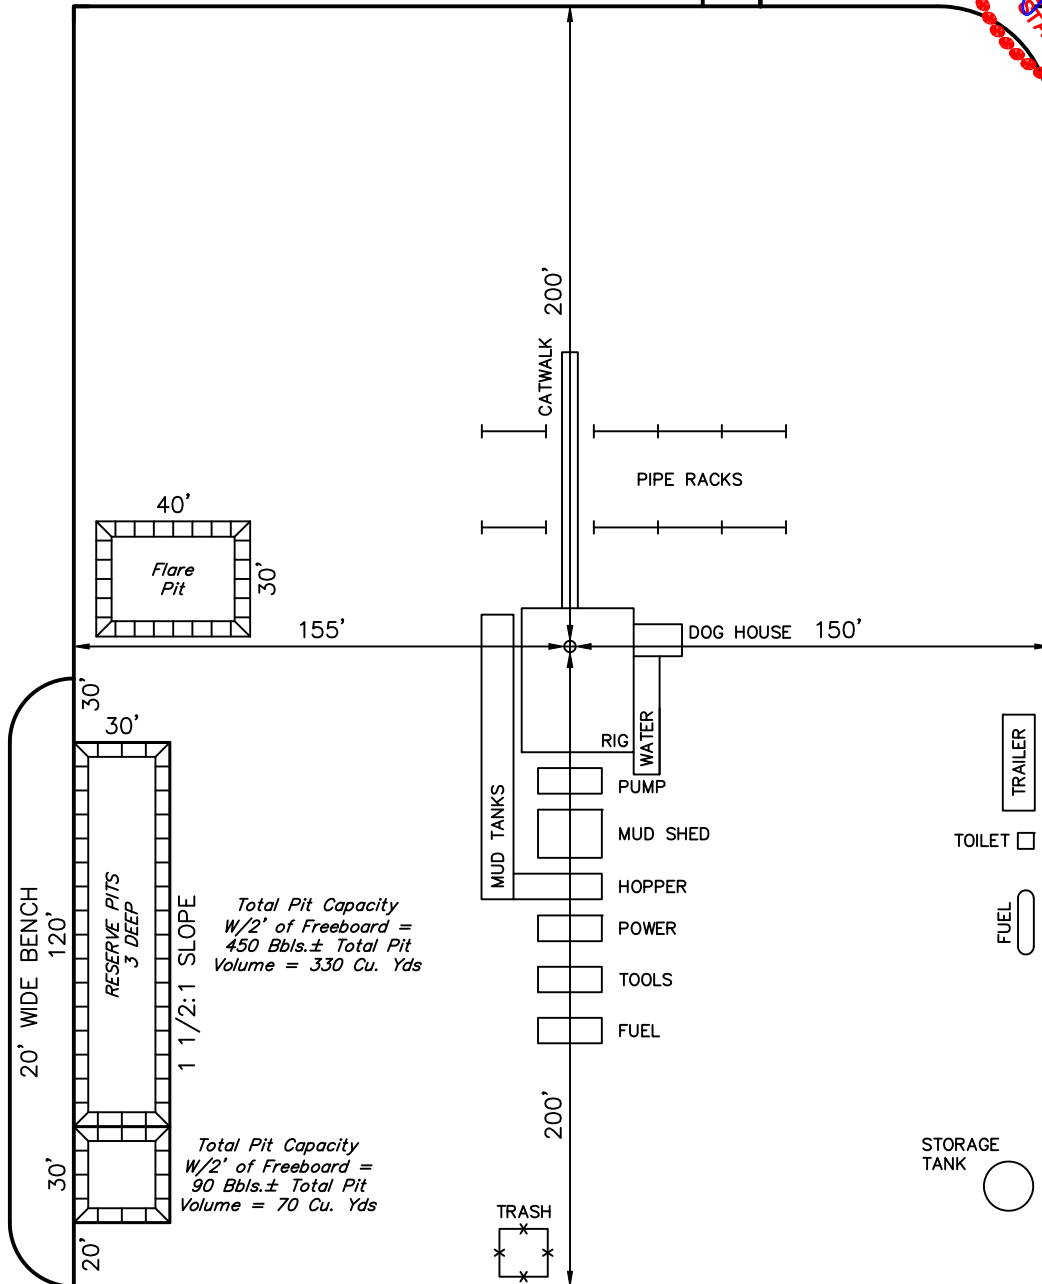 STA
200'
CATWALK
PIPE RACKS
40'
Flare
Pit
30'
155'
DOG HOUSE
150'
30'
30'
RIG
WATER
TRAILER
PUMP
MUD TANKS
MUD SHED
TOILET
HOPPER
20' WIDE BENCH
120'
RESERVE PITS
3 DEEP
1 1/2:1 SLOPE
Total Pit Capacity
W/2' of Freeboard =
450 Bbls.± Total Pit
Volume = 330 Cu. Yds
POWER
FUEL
TOOLS
FUEL
200'
30'
Total Pit Capacity
W/2' of Freeboard =
90 Bbls.± Total Pit
Volume = 70 Cu. Yds
STORAGE
TANK
TRASH
20'